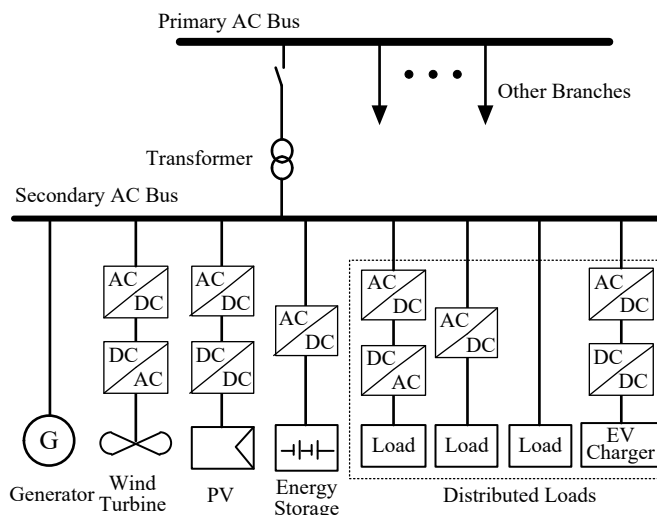 Primary AC Bus
Other Branches
Transformer
Secondary AC Bus
AC DC
AC DC
AC DC
AC DC
AC DC
AC DC
DC AC
DC DC
AC DC
DC AC
DC DC
G
Load
Load
Load
EV
Charger
Generator
Wind
Turbine
PV
Energy
Storage
Distributed Loads